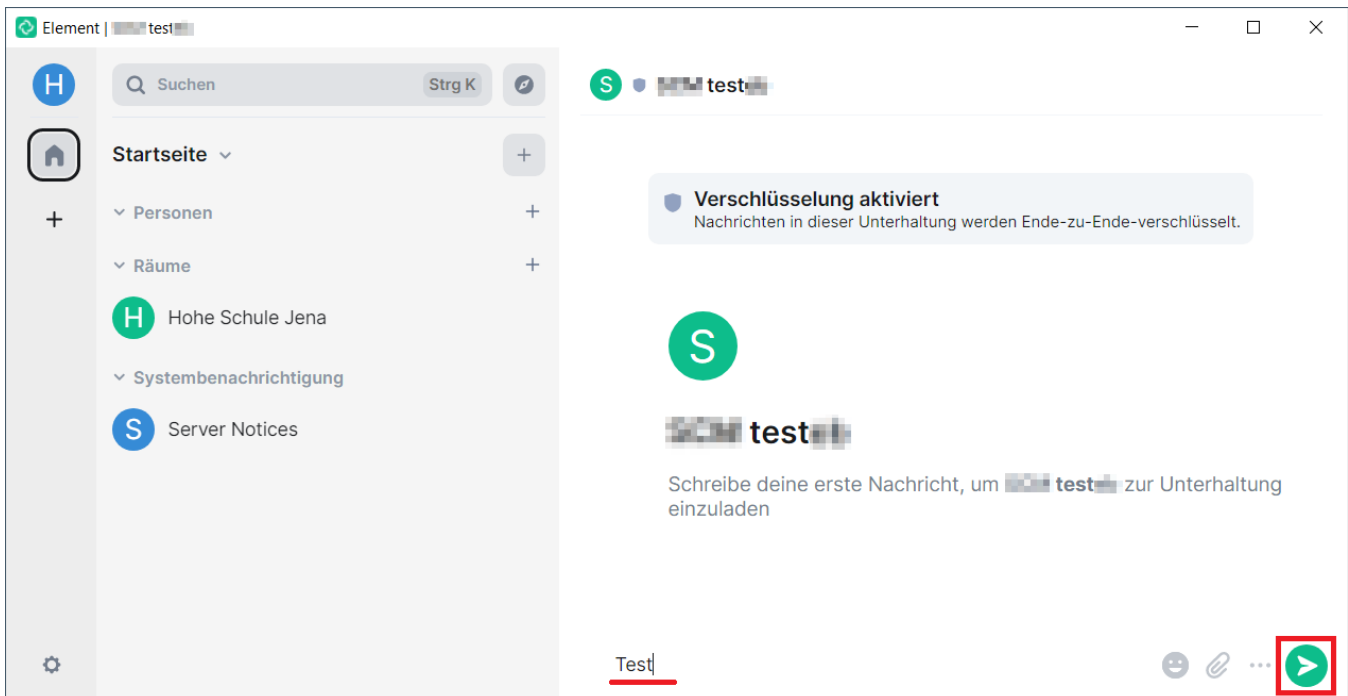 Element | test
H
Suchen
Strg K
Startseite
Personen
Räume
H Hohe Schule Jena
Systembenachrichtigung
S Server Notices
S test
Verschlüsselung aktiviert
Nachrichten in dieser Unterhaltung werden Ende-zu-Ende-verschlüsselt.
S
test
Schreibe deine erste Nachricht, um test zur Unterhaltung
einzuladen
Test